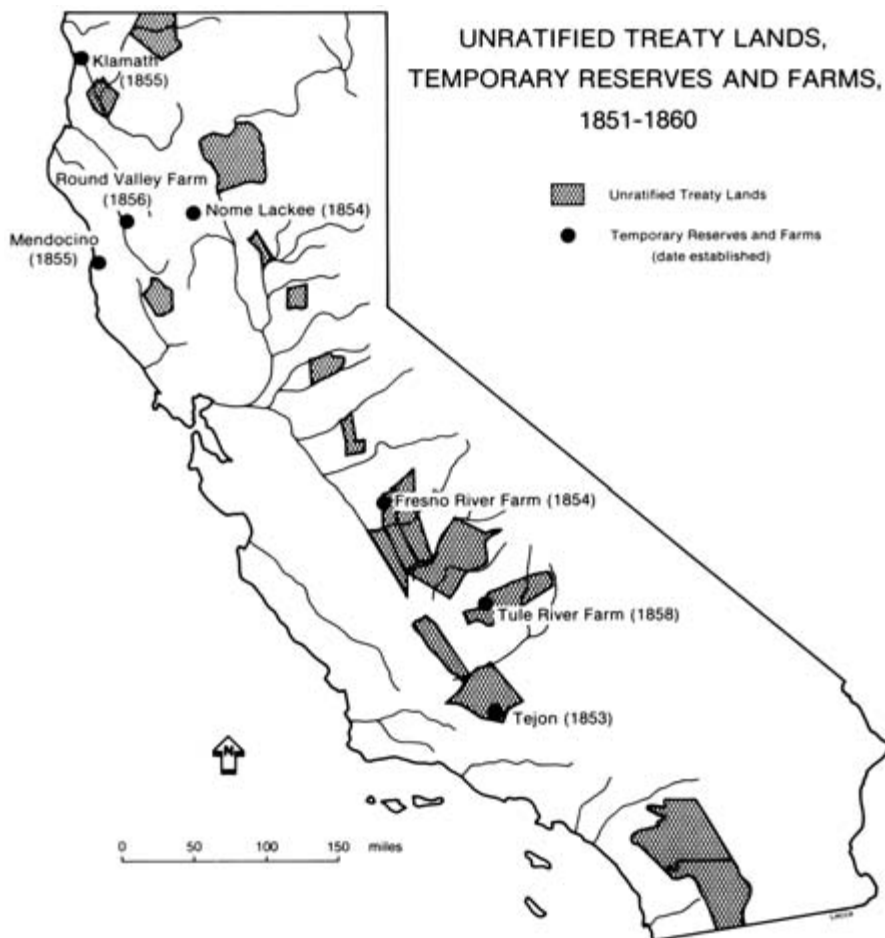 UNRATIFIED TREATY LANDS,
TEMPORARY RESERVES AND FARMS,
1851-1860
Unratified Treaty Lands
Temporary Reserves and Farms
(date established)
Klamath
(1855)
Round Valley Farm
(1856)
Nome Lackee (1854)
Mendocino
(1855)
Fresno River Farm (1854)
Tule River Farm (1858)
Tejon (1853)
N
0 50 100 150 miles